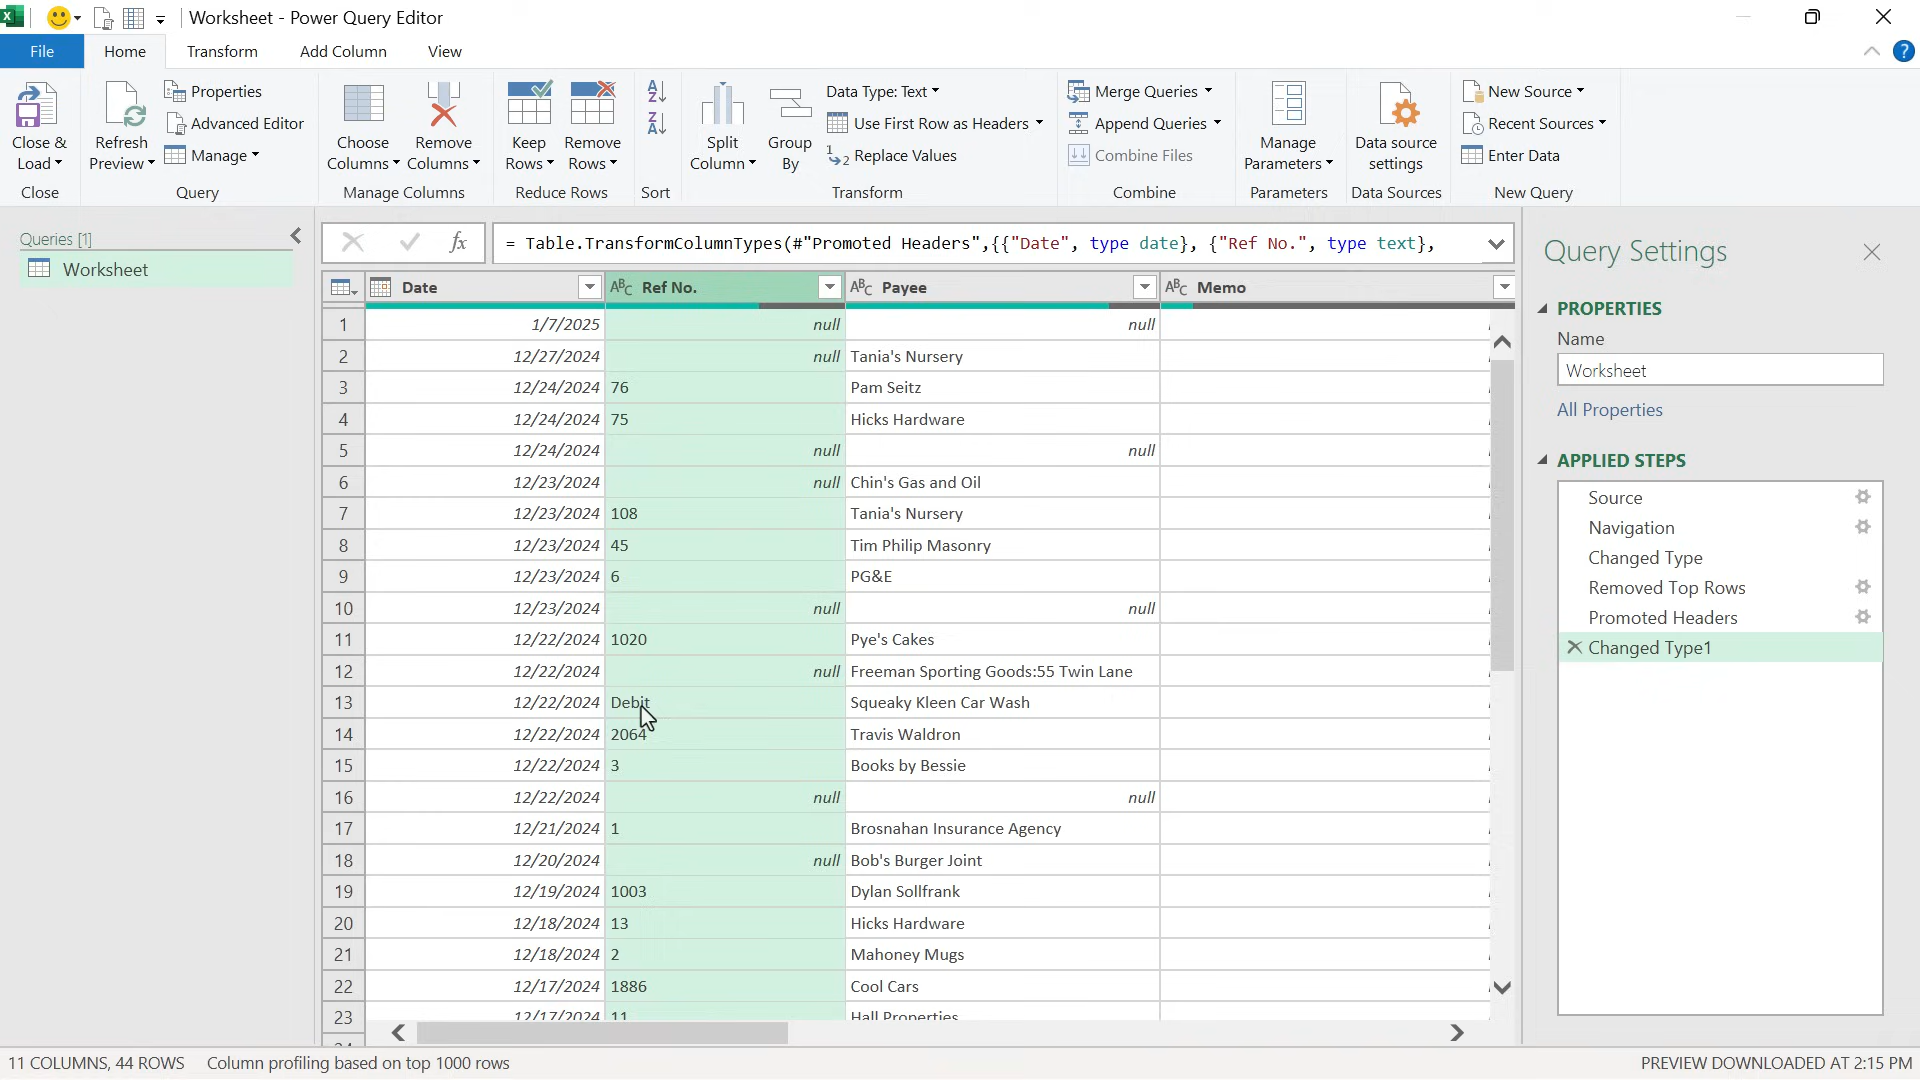 Worksheet - Power Query Editor
File Home Transform Add Column View
Close & Load
Close
Refresh Preview
Properties
Advanced Editor
Manage
Query
Choose Columns
Remove Columns
Manage Columns
Keep Rows
Remove Rows
Reduce Rows
Sort
Split Column
Group By
Data Type: Text
Use First Row as Headers
Replace Values
Transform
Merge Queries
Append Queries
Combine Files
Combine
Manage Parameters
Parameters
Data source settings
Data Sources
New Source
Recent Sources
Enter Data
New Query
Queries [1]
Worksheet
fx = Table.TransformColumnTypes(#"Promoted Headers",{{"Date", type date}, {"Ref No.", type text},
Date ABC Ref No. ABC Payee ABC Memo
1 1/7/2025 null null
2 12/27/2024 null Tania's Nursery
3 12/24/2024 76 Pam Seitz
4 12/24/2024 75 Hicks Hardware
5 12/24/2024 null null
6 12/23/2024 null Chin's Gas and Oil
7 12/23/2024 108 Tania's Nursery
8 12/23/2024 45 Tim Philip Masonry
9 12/23/2024 6 PG&E
10 12/23/2024 null null
11 12/22/2024 1020 Pye's Cakes
12 12/22/2024 null Freeman Sporting Goods:55 Twin Lane
13 12/22/2024 Debit Squeaky Kleen Car Wash
14 12/22/2024 2064 Travis Waldron
15 12/22/2024 3 Books by Bessie
16 12/22/2024 null null
17 12/21/2024 1 Brosnahan Insurance Agency
18 12/20/2024 null Bob's Burger Joint
19 12/19/2024 1003 Dylan Sollfrank
20 12/18/2024 13 Hicks Hardware
21 12/18/2024 2 Mahoney Mugs
22 12/17/2024 1886 Cool Cars
23 12/17/2024 11 Hall Properties
Query Settings
PROPERTIES
Name
Worksheet
All Properties
APPLIED STEPS
Source
Navigation
Changed Type
Removed Top Rows
Promoted Headers
Changed Type1
11 COLUMNS, 44 ROWS Column profiling based on top 1000 rows PREVIEW DOWNLOADED AT 2:15 PM